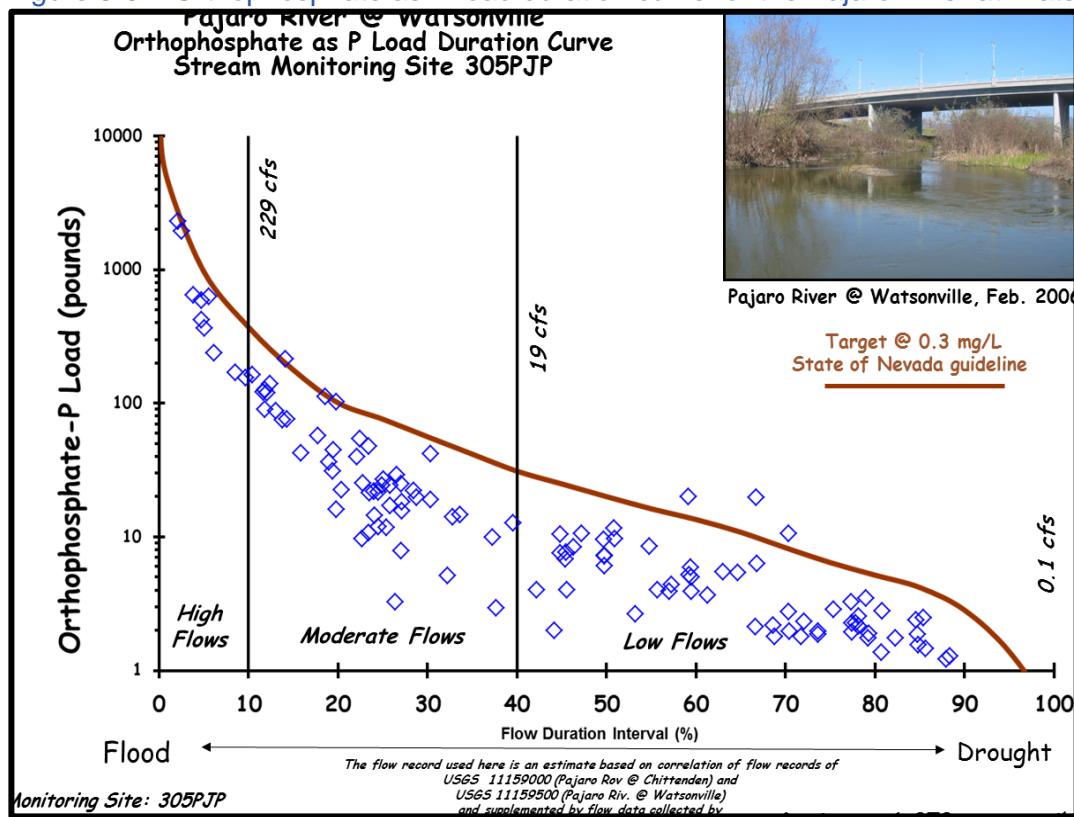 Pajaro River @ Watsonville
Orthophosphate as P Load Duration Curve
Stream Monitoring Site 305PJP
Orthophosphate-P Load (pounds)
10000
1000
100
10
1
229 cfs
19 cfs
0.1 cfs
Pajaro River @ Watsonville, Feb. 2006
Target @ 0.3 mg/L
State of Nevada guideline
High
Flows
Moderate Flows
Low Flows
0 10 20 30 40 50 60 70 80 90 100
Flow Duration Interval (%)
Flood
Drought
The flow record used here is an estimate based on correlation of flow records of
USGS 11159000 (Pajaro Rov @ Chittenden) and
USGS 11159500 (Pajaro Riv. @ Watsonville)
and supplemented by flow data collected by
Monitoring Site: 305PJP